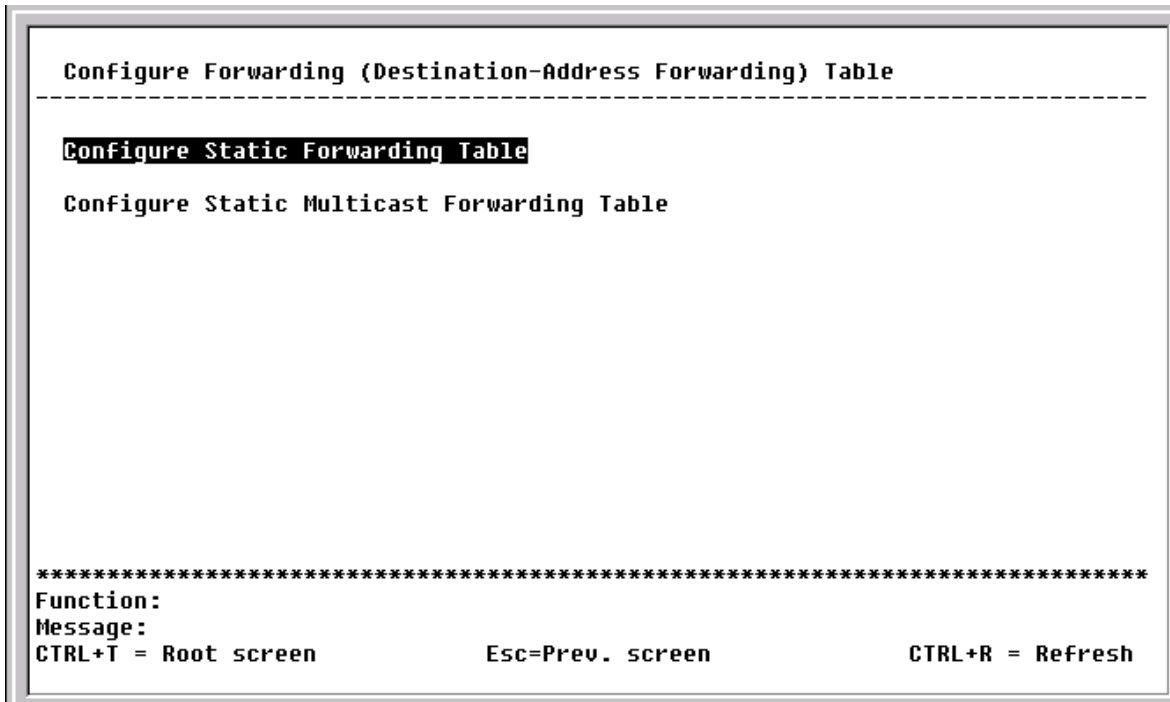 Configure Forwarding (Destination-Address Forwarding) Table
-------------------------------------------------------------------------------
Configure Static Forwarding Table
Configure Static Multicast Forwarding Table
*******************************************************************************
Function:
Message:
CTRL+T = Root screen Esc=Prev. screen CTRL+R = Refresh